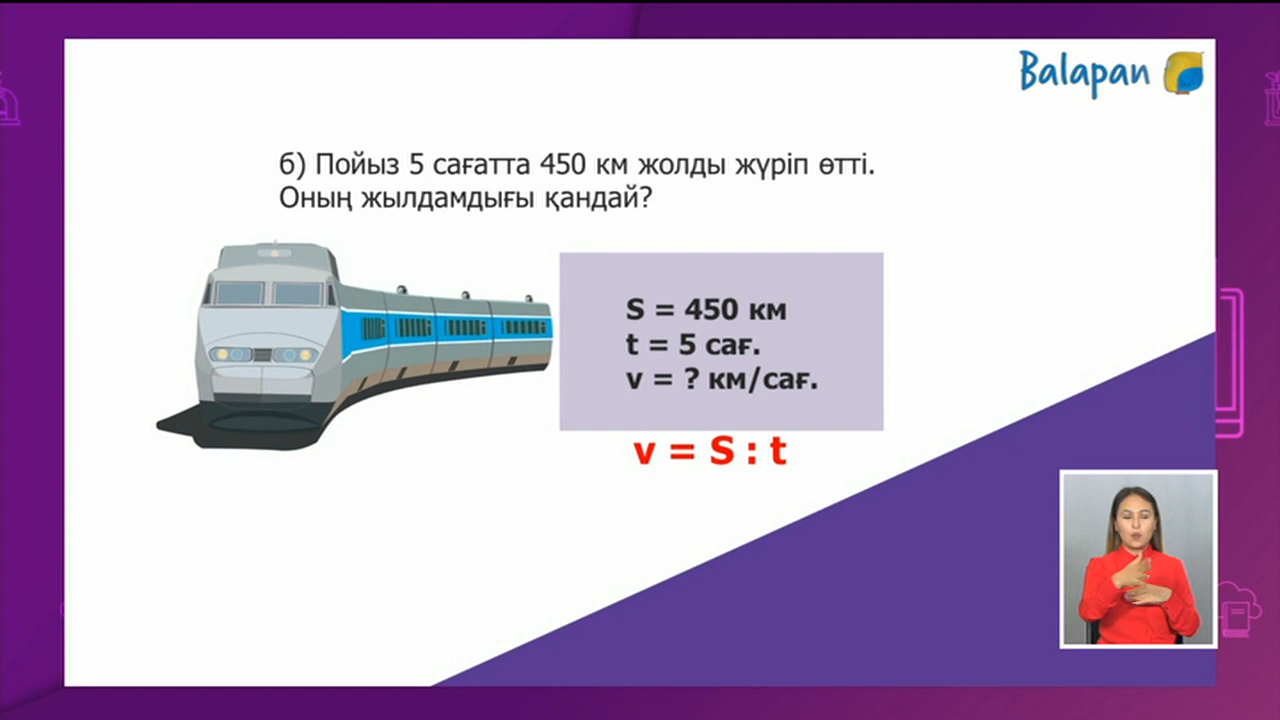 Balapan
б) Пойыз 5 сағатта 450 км жолды жүріп өтті.
Оның жылдамдығы қандай?
S = 450 км
t = 5 сағ.
v = ? км/сағ.
v = S : t